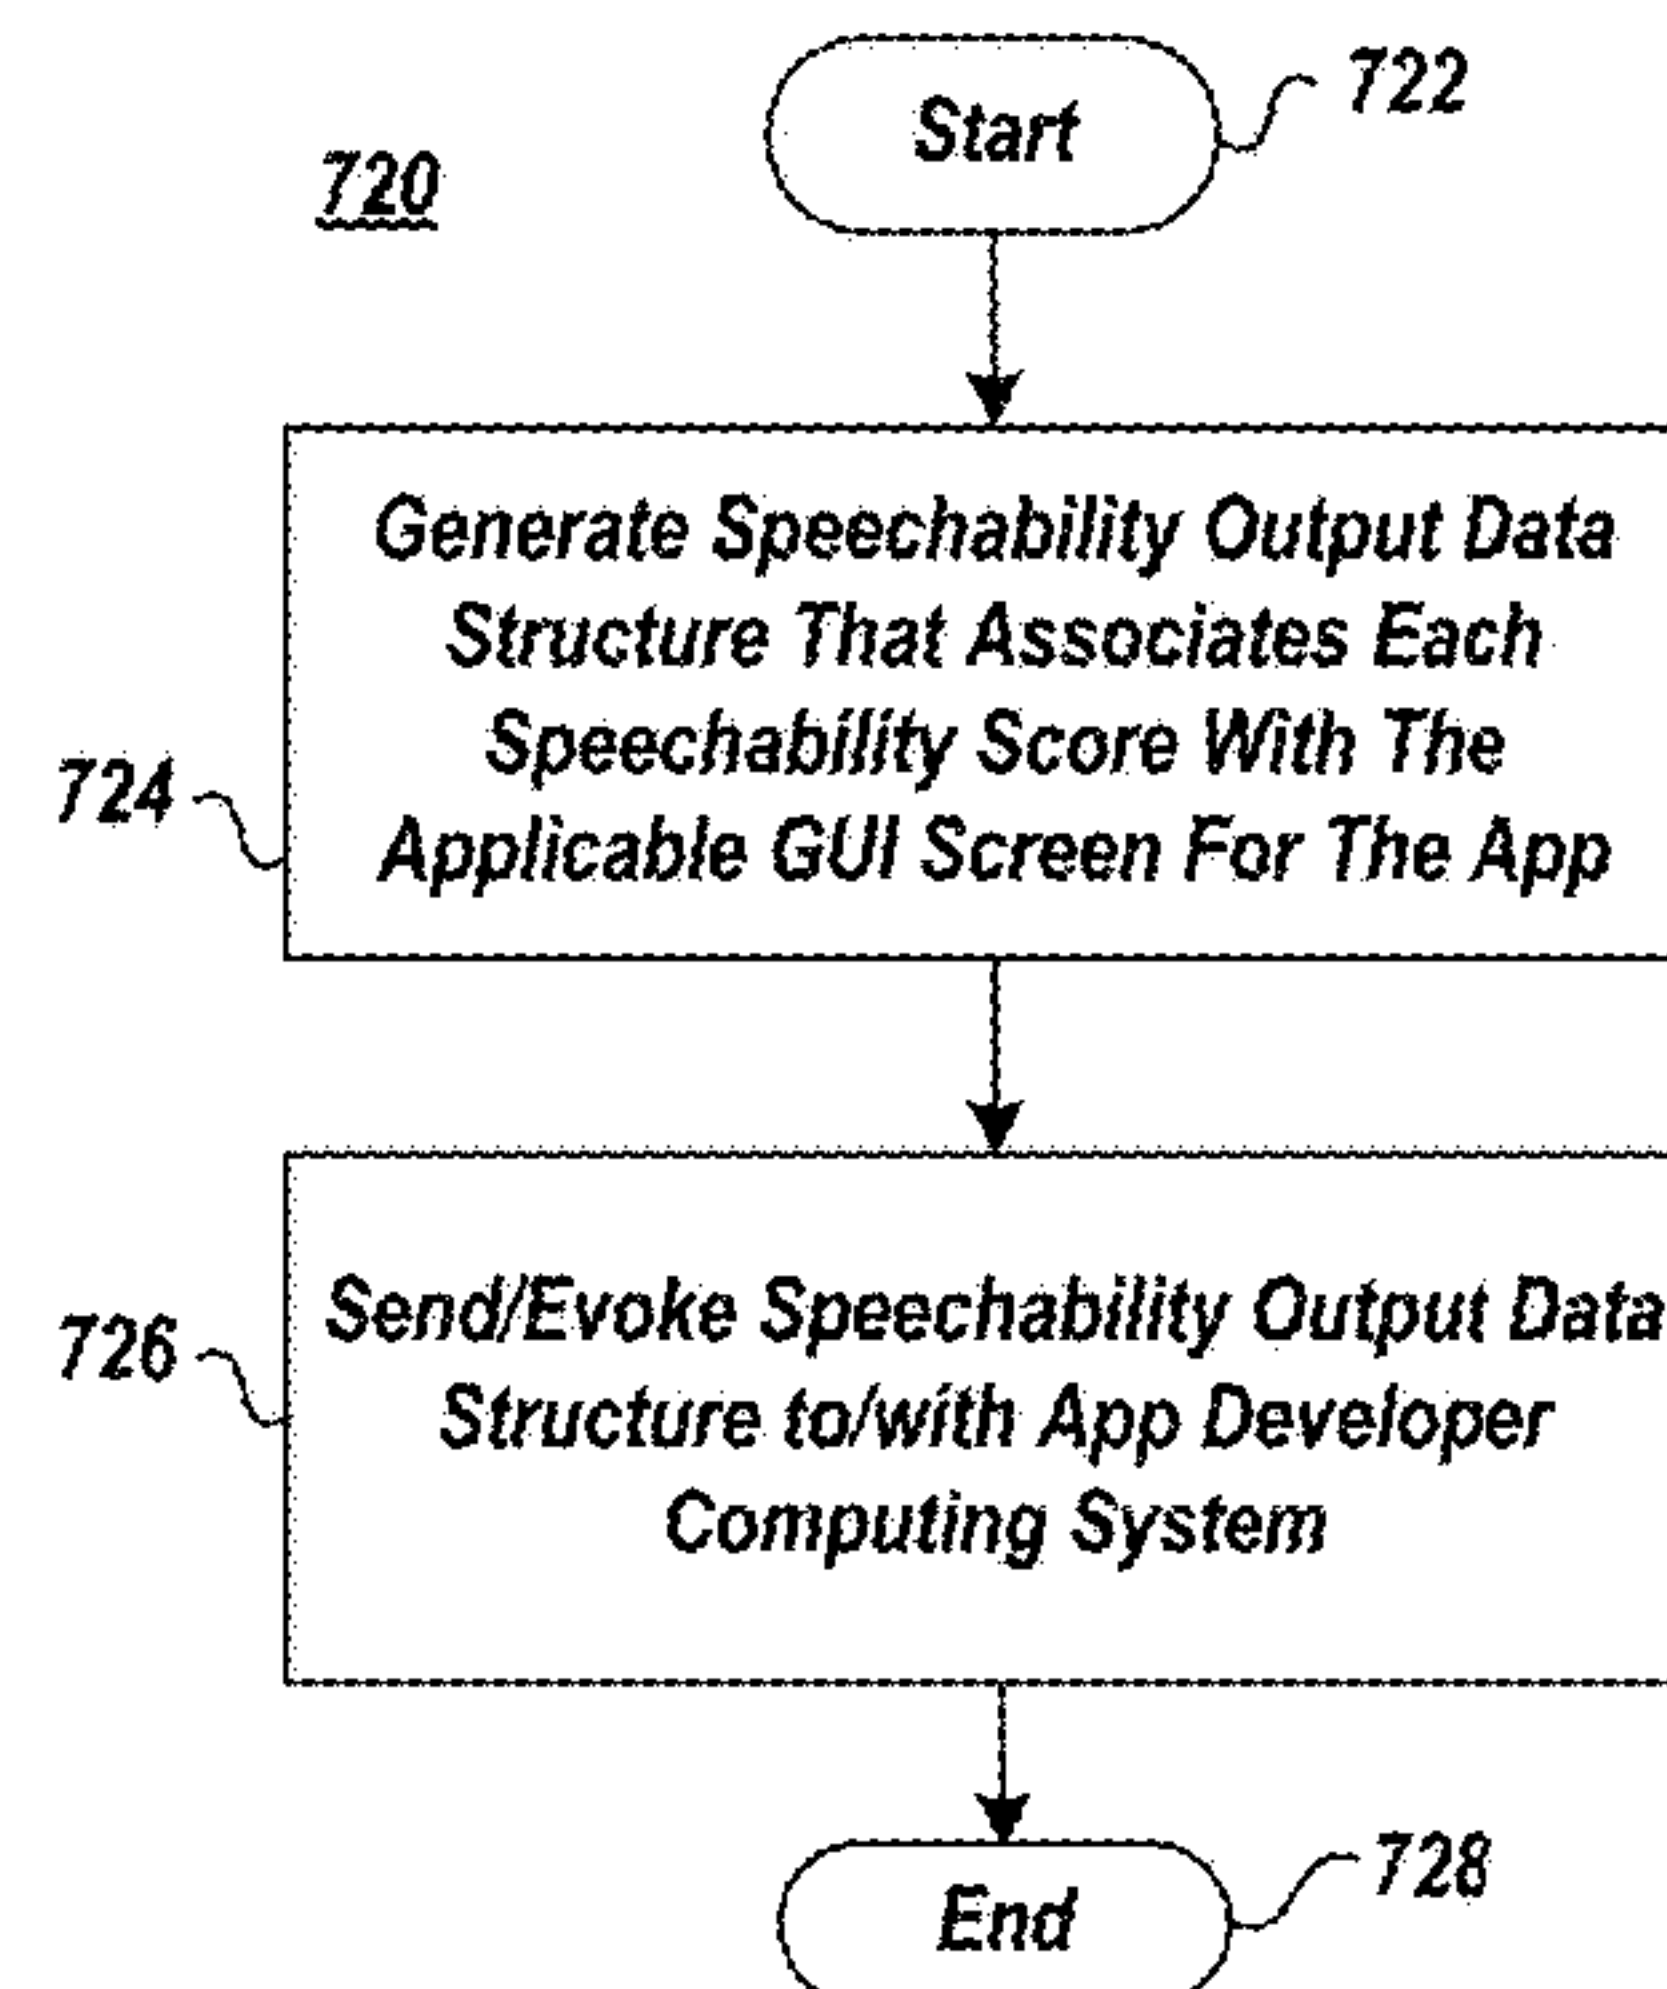 Start
722
720
Generate Speechability Output Data
Structure That Associates Each
Speechability Score With The
Applicable GUI Screen For The App
724
Send/Evoke Speechability Output Data
Structure to/with App Developer
Computing System
726
End
728